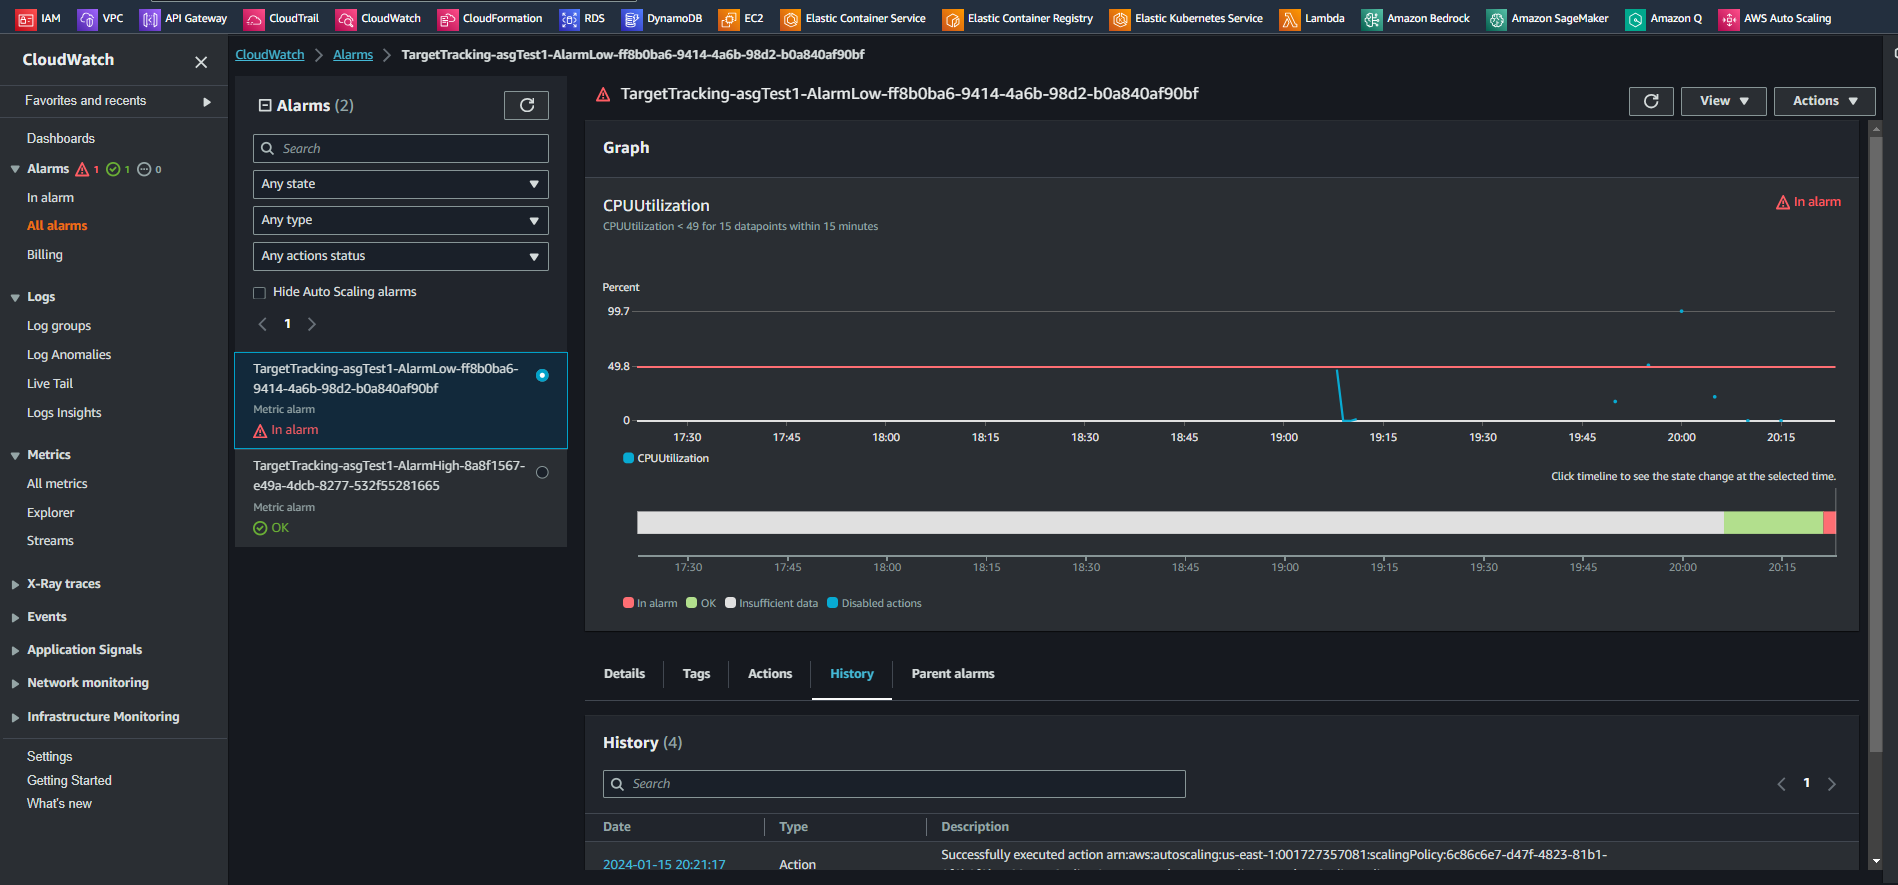 IAM VPC API Gateway CloudTrail CloudWatch CloudFormation RDS DynamoDB EC2 Elastic Container Service Elastic Container Registry Elastic Kubernetes Service Lambda Amazon Bedrock Amazon SageMaker Amazon Q AWS Auto Scaling
CloudWatch
Favorites and recents
Dashboards
Alarms 1 1 0
In alarm
All alarms
Billing
Logs
Log groups
Log Anomalies
Live Tail
Logs Insights
Metrics
All metrics
Explorer
Streams
X-Ray traces
Events
Application Signals
Network monitoring
Infrastructure Monitoring
Settings
Getting Started
What's new
CloudWatch Alarms TargetTracking-asgTest1-AlarmLow-ff8b0ba6-9414-4a6b-98d2-b0a840af90bf
Alarms (2)
Search
Any state
Any type
Any actions status
Hide Auto Scaling alarms
1
TargetTracking-asgTest1-AlarmLow-ff8b0ba6-
9414-4a6b-98d2-b0a840af90bf
Metric alarm
In alarm
TargetTracking-asgTest1-AlarmHigh-8a8f1567-
e49a-4dcb-8277-532f55281665
Metric alarm
OK
TargetTracking-asgTest1-AlarmLow-ff8b0ba6-9414-4a6b-98d2-b0a840af90bf
View Actions
Graph
CPUUtilization
In alarm
CPUUtilization < 49 for 15 datapoints within 15 minutes
Percent
99.7
49.8
0
17:30 17:45 18:00 18:15 18:30 18:45 19:00 19:15 19:30 19:45 20:00 20:15
CPUUtilization
Click timeline to see the state change at the selected time.
17:30 17:45 18:00 18:15 18:30 18:45 19:00 19:15 19:30 19:45 20:00 20:15
In alarm OK Insufficient data Disabled actions
Details Tags Actions History Parent alarms
History (4)
Search
1
Date Type Description
2024-01-15 20:21:17 Action Successfully executed action arn:aws:autoscaling:us-east-1:001727357081:scalingPolicy:6c86c6e7-d47f-4823-81b1-